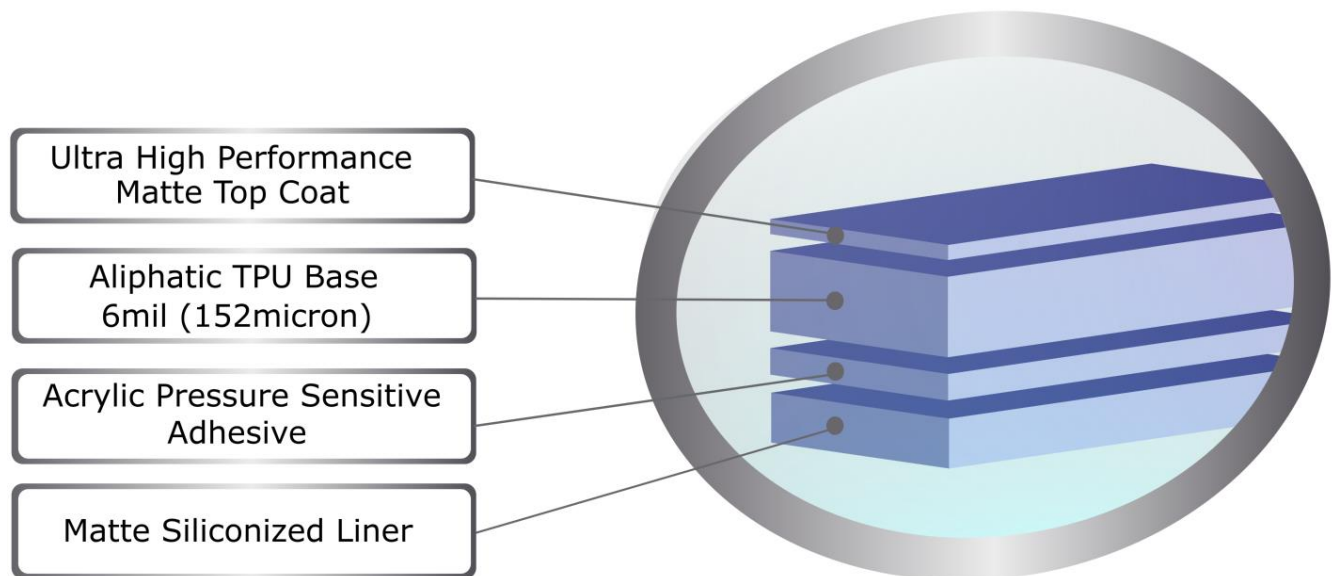 Ultra High Performance
Matte Top Coat
Aliphatic TPU Base
6mil (152micron)
Acrylic Pressure Sensitive
Adhesive
Matte Siliconized Liner